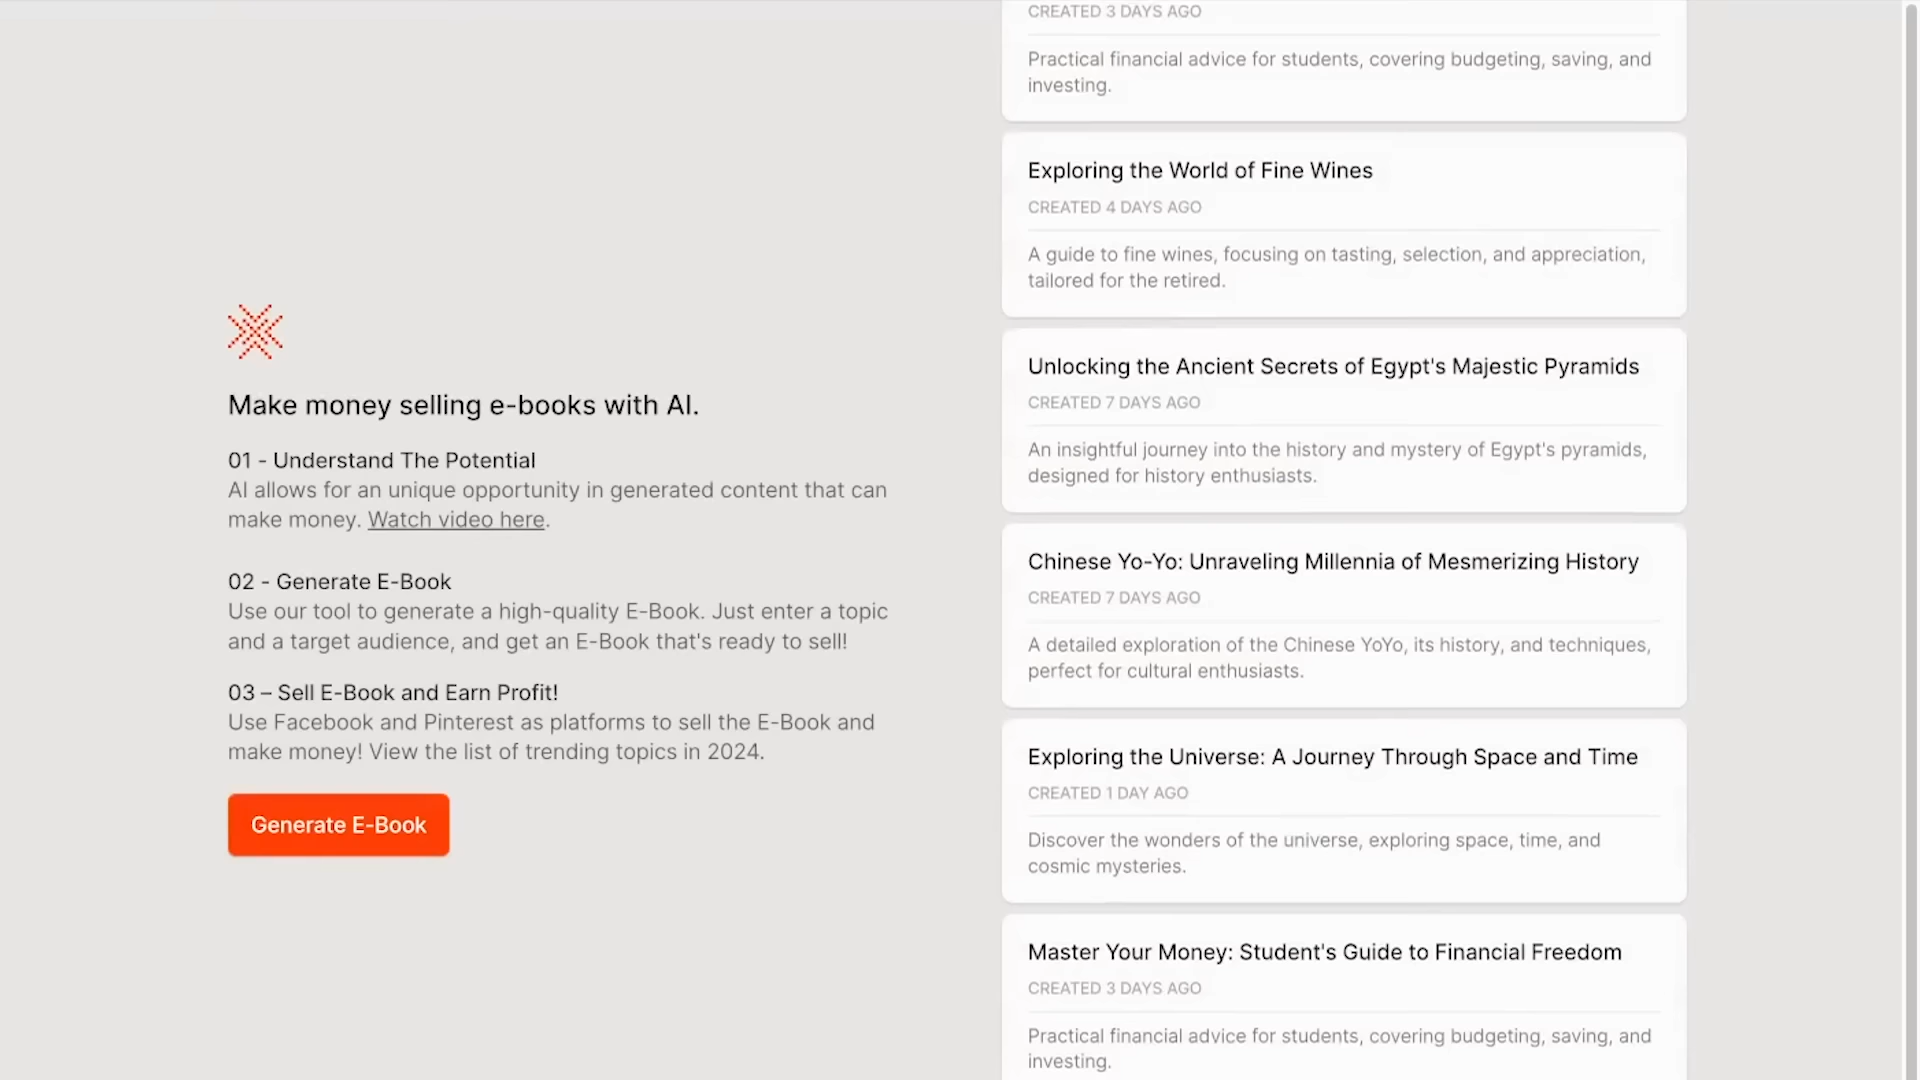 Make money selling e-books with AI.
01 - Understand The Potential
AI allows for an unique opportunity in generated content that can
make money. Watch video here.
02 - Generate E-Book
Use our tool to generate a high-quality E-Book. Just enter a topic
and a target audience, and get an E-Book that's ready to sell!
03 – Sell E-Book and Earn Profit!
Use Facebook and Pinterest as platforms to sell the E-Book and
make money! View the list of trending topics in 2024.
Generate E-Book
CREATED 3 DAYS AGO
Practical financial advice for students, covering budgeting, saving, and
investing.
Exploring the World of Fine Wines
CREATED 4 DAYS AGO
A guide to fine wines, focusing on tasting, selection, and appreciation,
tailored for the retired.
Unlocking the Ancient Secrets of Egypt's Majestic Pyramids
CREATED 7 DAYS AGO
An insightful journey into the history and mystery of Egypt's pyramids,
designed for history enthusiasts.
Chinese Yo-Yo: Unraveling Millennia of Mesmerizing History
CREATED 7 DAYS AGO
A detailed exploration of the Chinese YoYo, its history, and techniques,
perfect for cultural enthusiasts.
Exploring the Universe: A Journey Through Space and Time
CREATED 1 DAY AGO
Discover the wonders of the universe, exploring space, time, and
cosmic mysteries.
Master Your Money: Student's Guide to Financial Freedom
CREATED 3 DAYS AGO
Practical financial advice for students, covering budgeting, saving, and
investing.